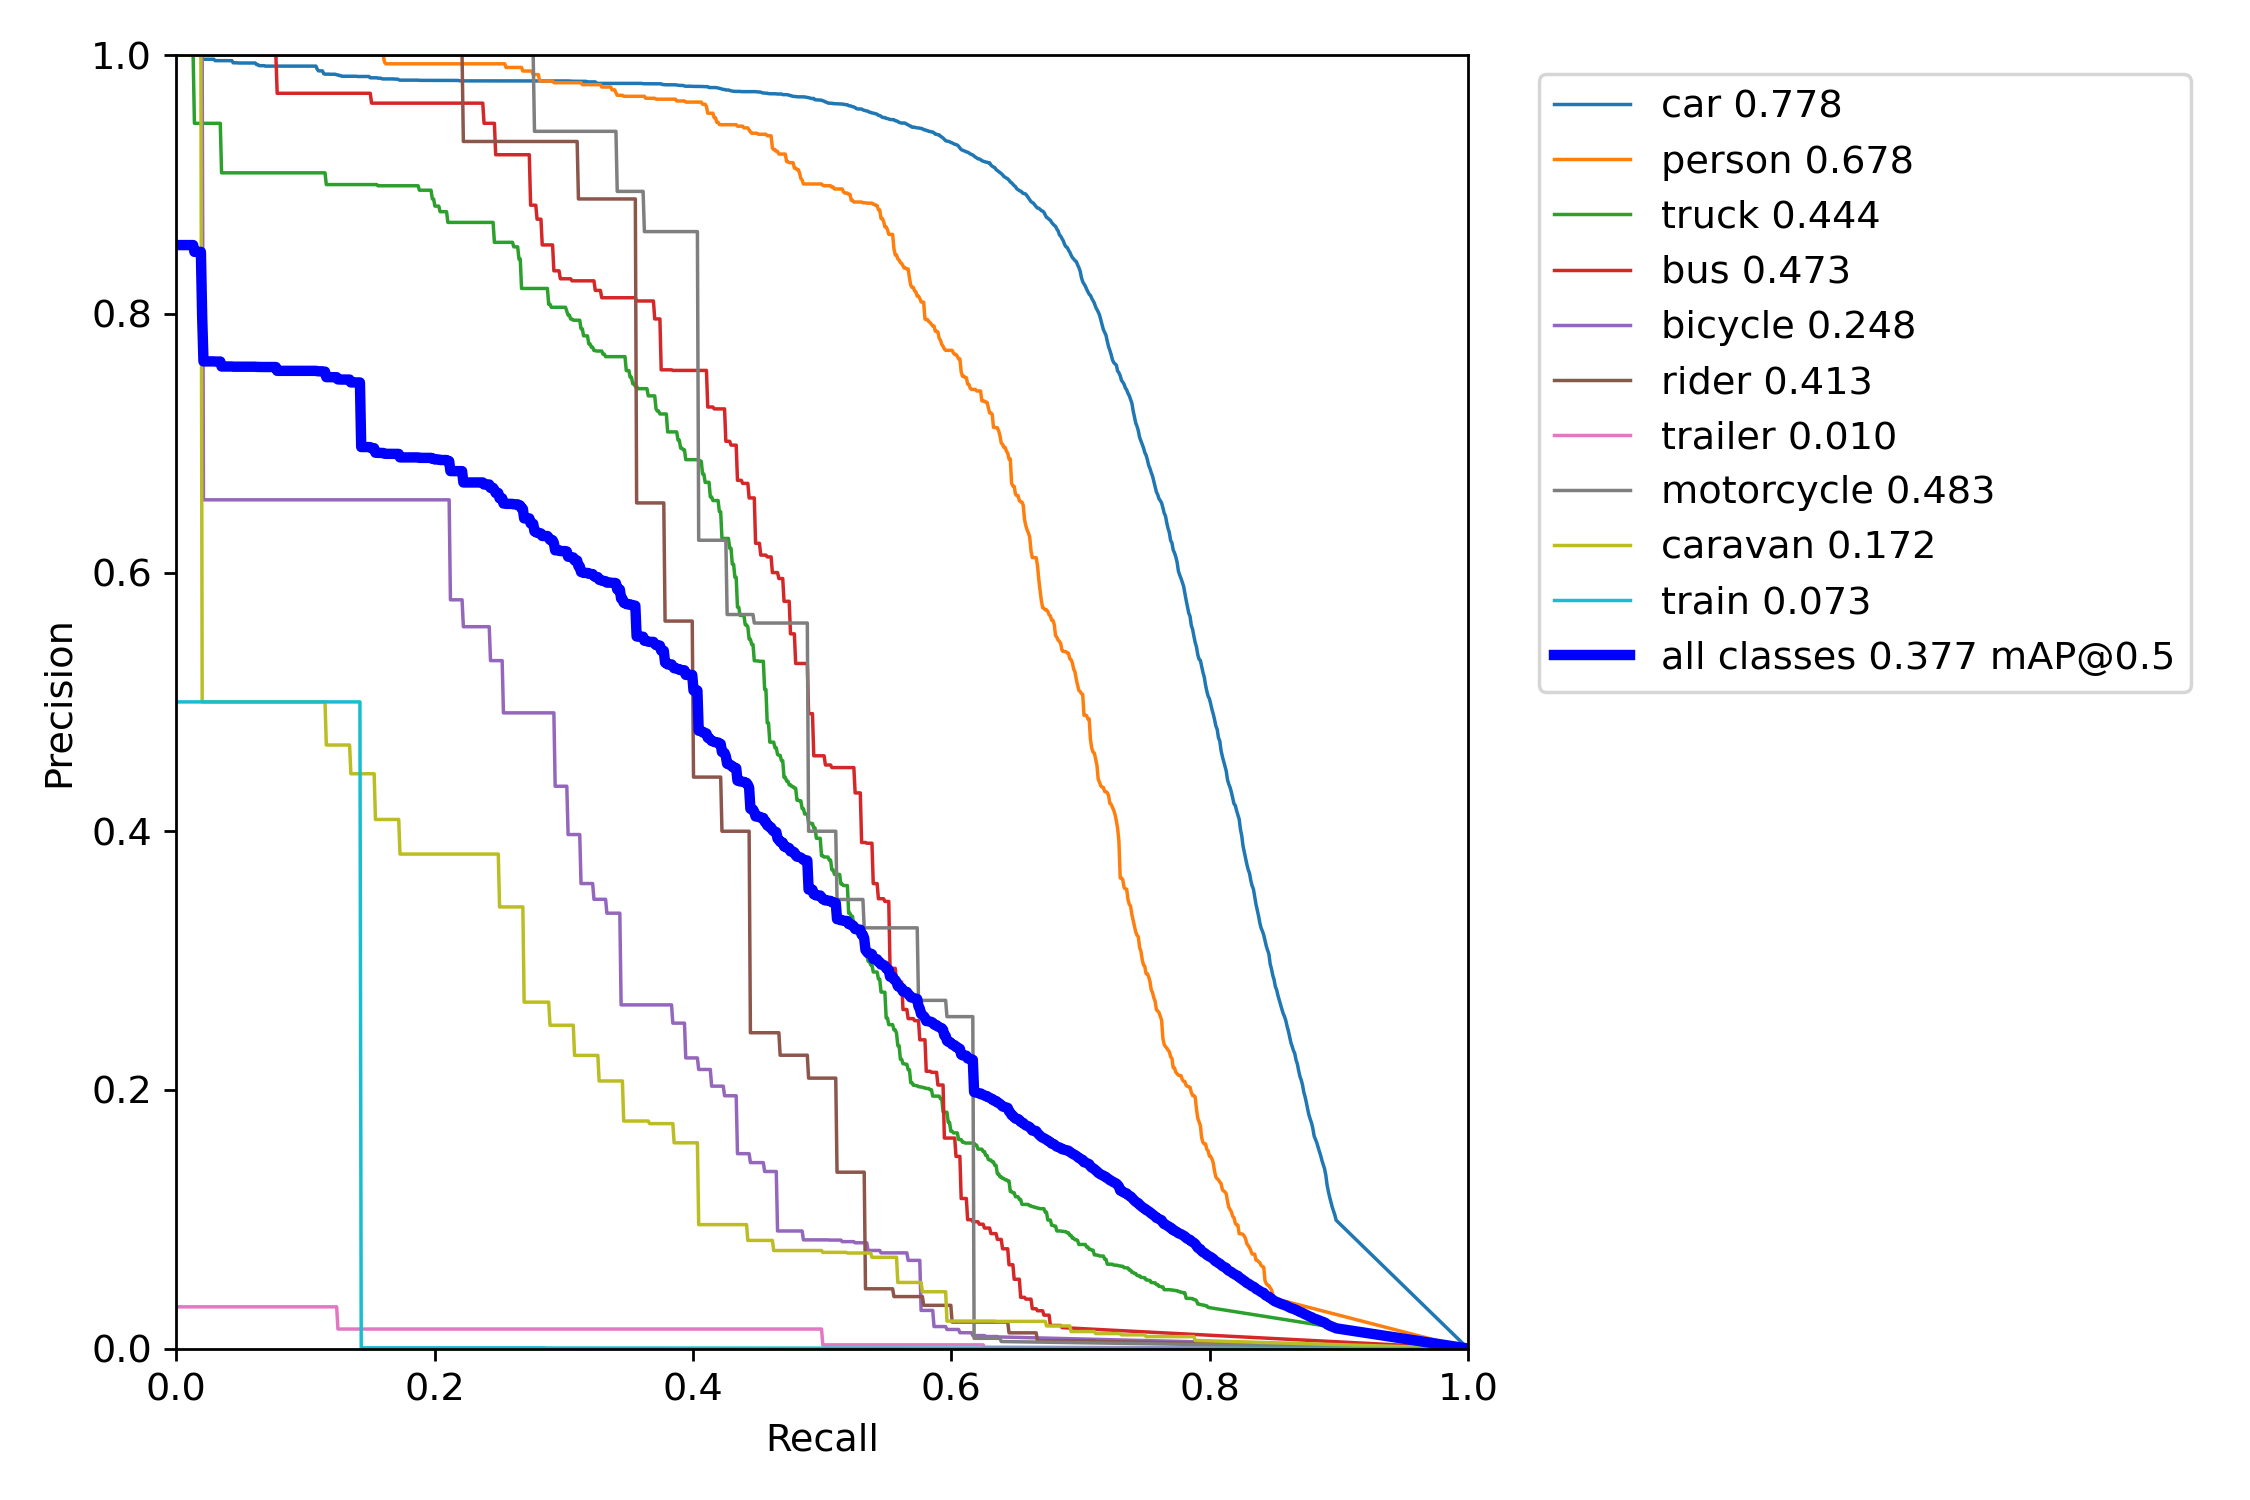 1.0
0.8
0.6
0.4
0.2
0.0
Precision
0.0 0.2 0.4 0.6 0.8 1.0
Recall
car 0.778
person 0.678
truck 0.444
bus 0.473
bicycle 0.248
rider 0.413
trailer 0.010
motorcycle 0.483
caravan 0.172
train 0.073
all classes 0.377 mAP@0.5